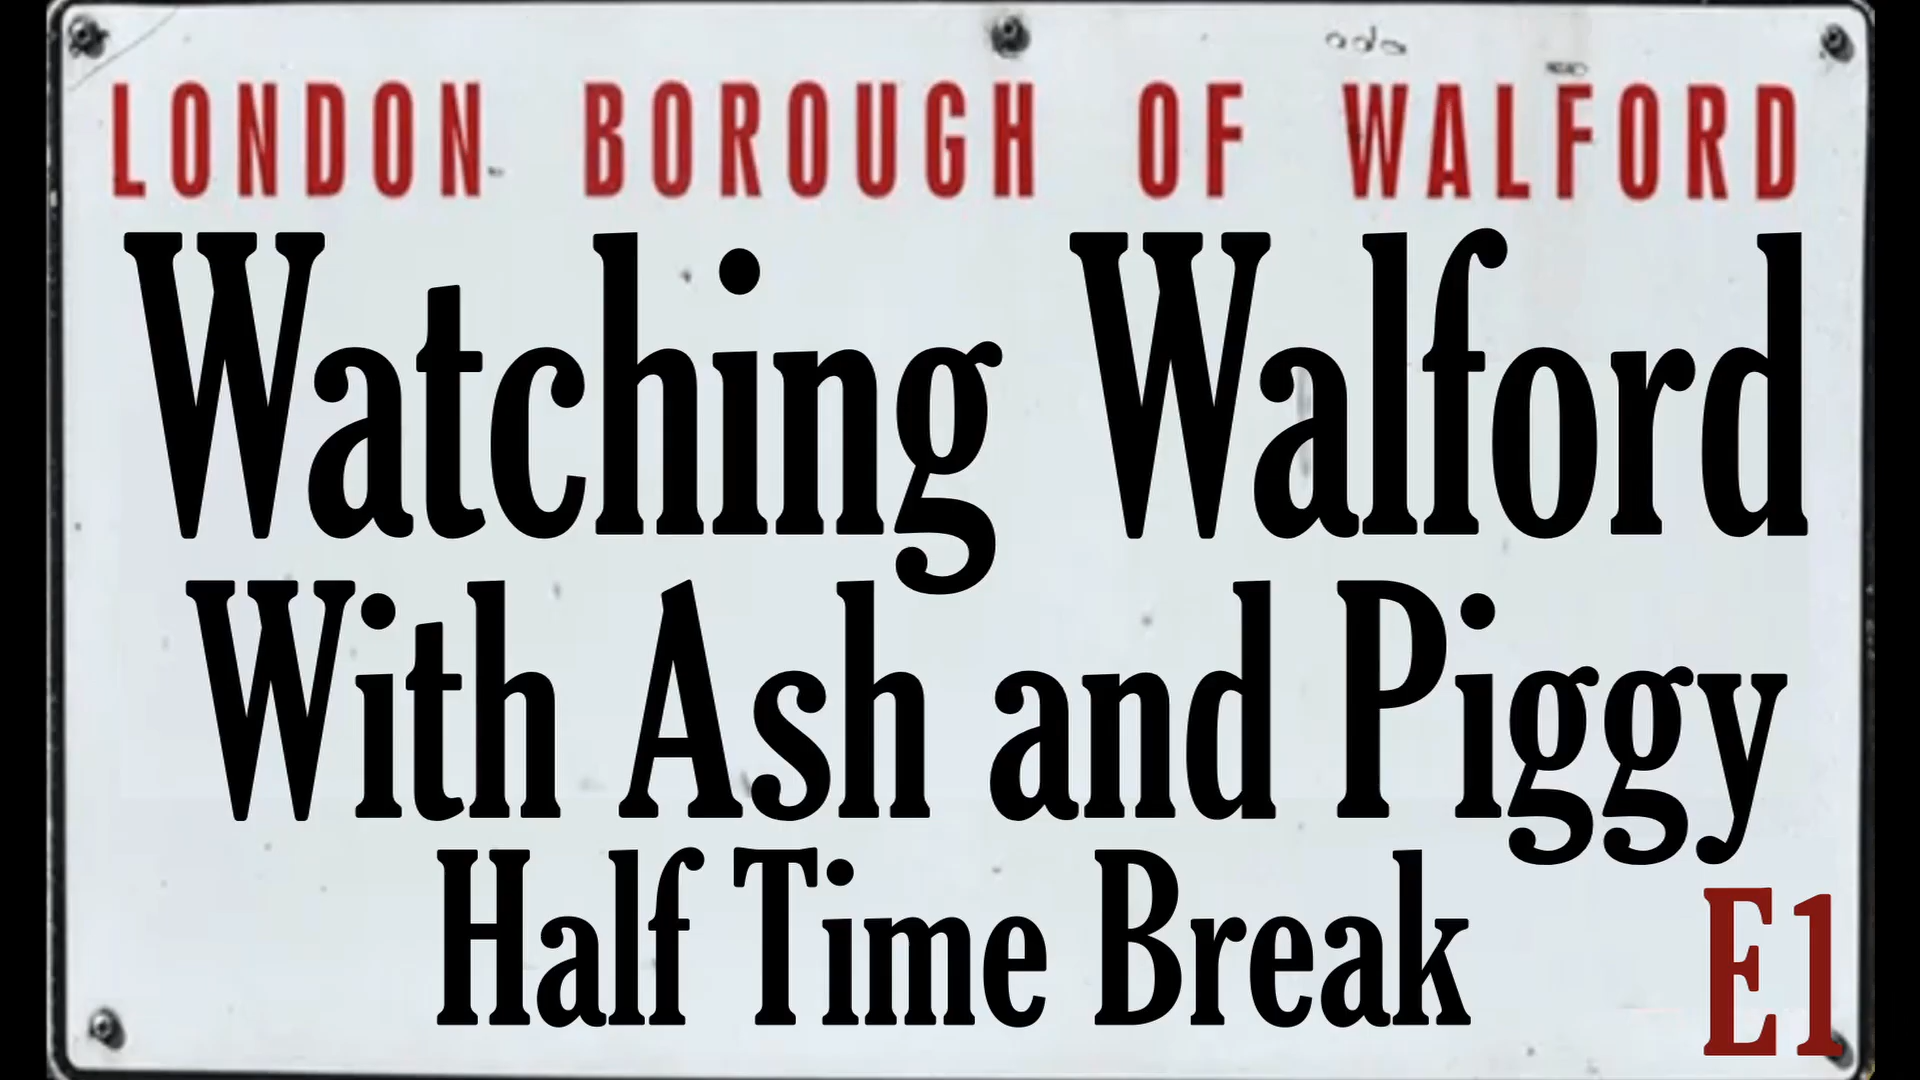 LONDON BOROUGH OF WALFORD
Watching Walford
With Ash and Piggy
Half Time Break
E1